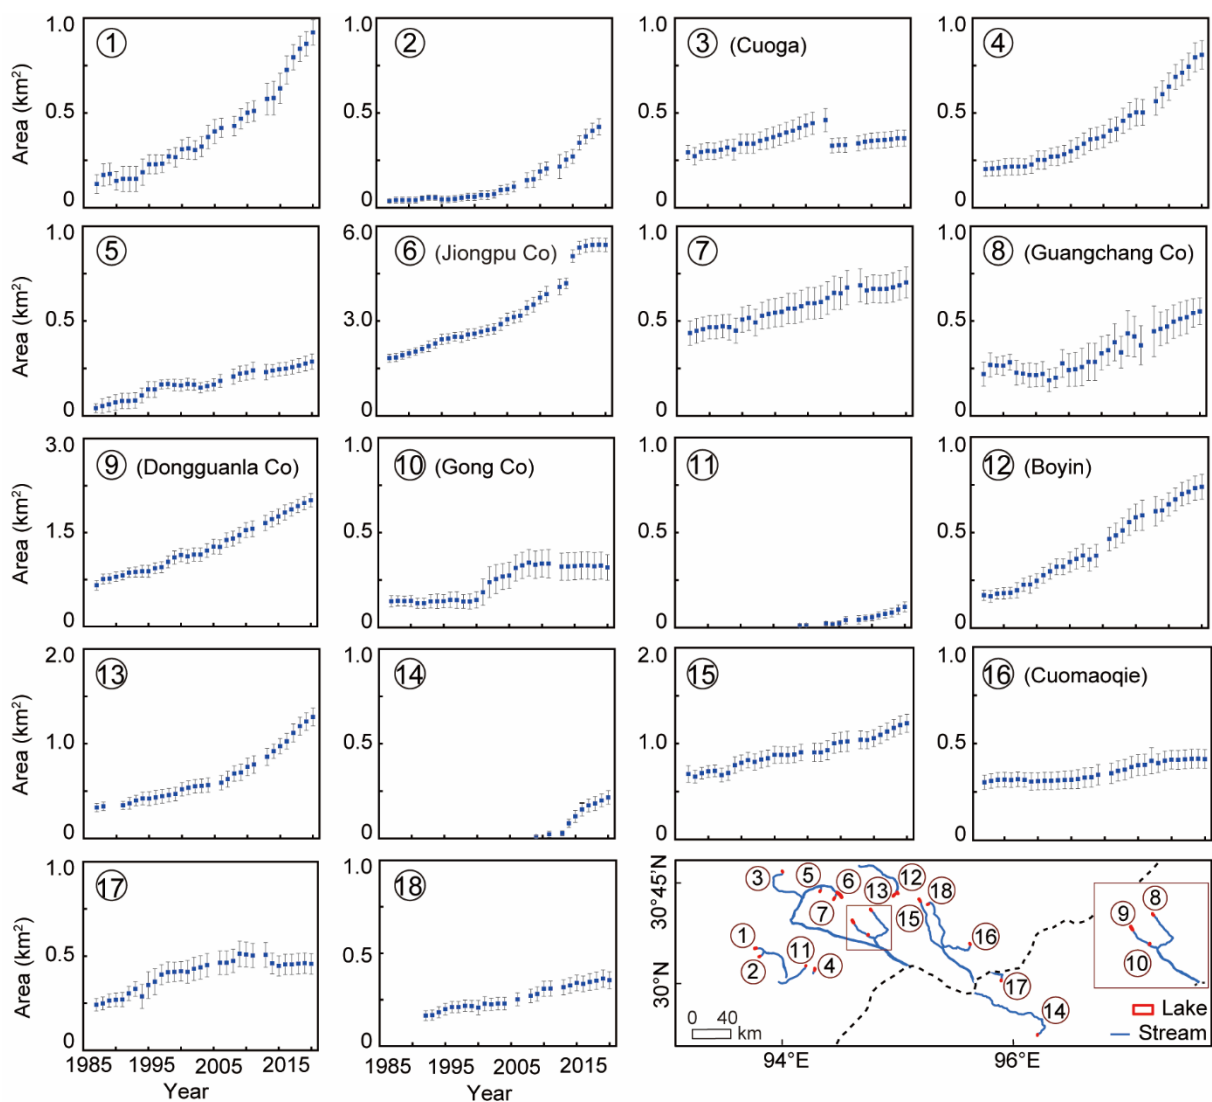 1.0
0.5
0
Area (km²)
①
1.0
0.5
0
②
1.0
0.5
0
③ (Cuoga)
1.0
0.5
0
④
1.0
0.5
0
Area (km²)
⑤
6.0
3.0
0
⑥ (Jiongpu Co)
1.0
0.5
0
⑦
1.0
0.5
0
⑧ (Guangchang Co)
3.0
1.5
0
Area (km²)
⑨ (Dongguanla Co)
1.0
0.5
0
⑩ (Gong Co)
1.0
0.5
0
⑪
1.0
0.5
0
⑫ (Boyin)
2.0
1.0
0
Area (km²)
⑬
1.0
0.5
0
⑭
2.0
1.0
0
⑮
1.0
0.5
0
⑯ (Cuomaoqie)
1.0
0.5
0
Area (km²)
⑰
1985 1995 2005 2015
Year
1.0
0.5
0
⑱
1985 1995 2005 2015
Year
30°45'N
30°N
94°E 96°E
③ ⑤ ⑥ ⑫
⑦ ⑬ ⑱
⑮
① ⑯
② ⑪ ④
⑰
⑭
⑧
⑨
⑩
0 40
km
Lake
Stream